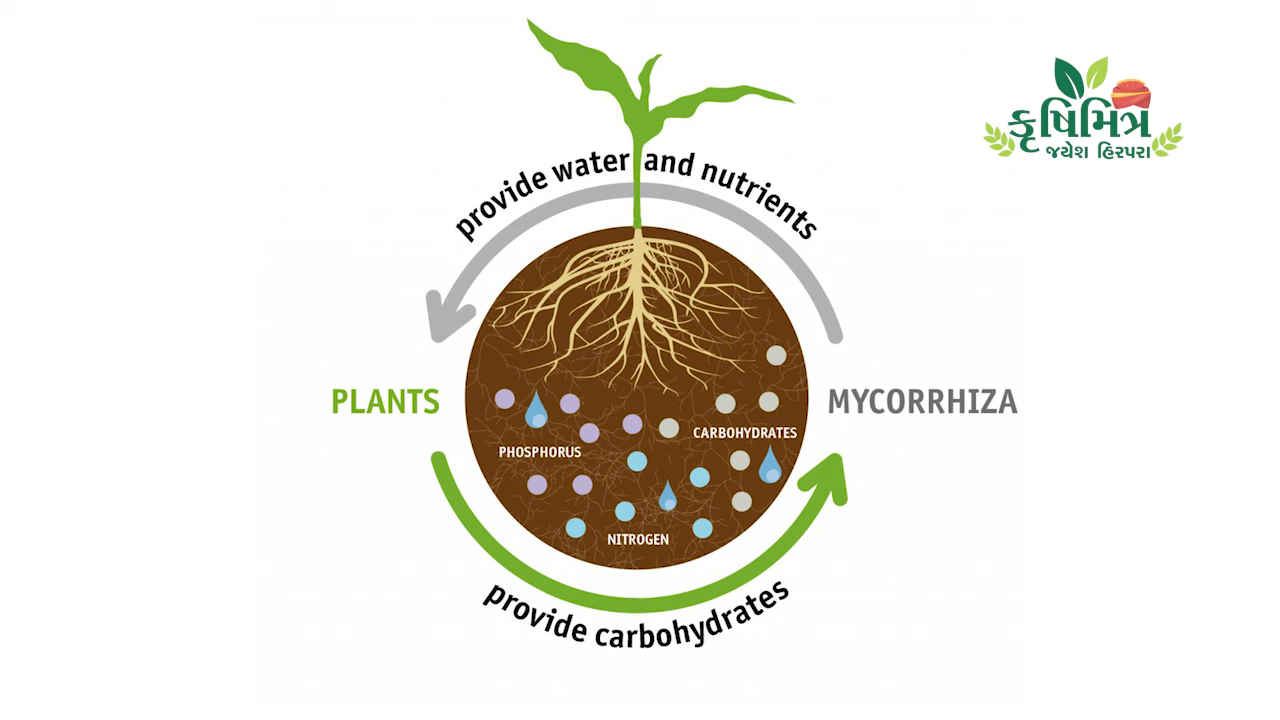 કૃષિમિત્ર
જયેશ હિરપરા
provide water and nutrients
PLANTS
MYCORRHIZA
CARBOHYDRATES
PHOSPHORUS
NITROGEN
provide carbohydrates